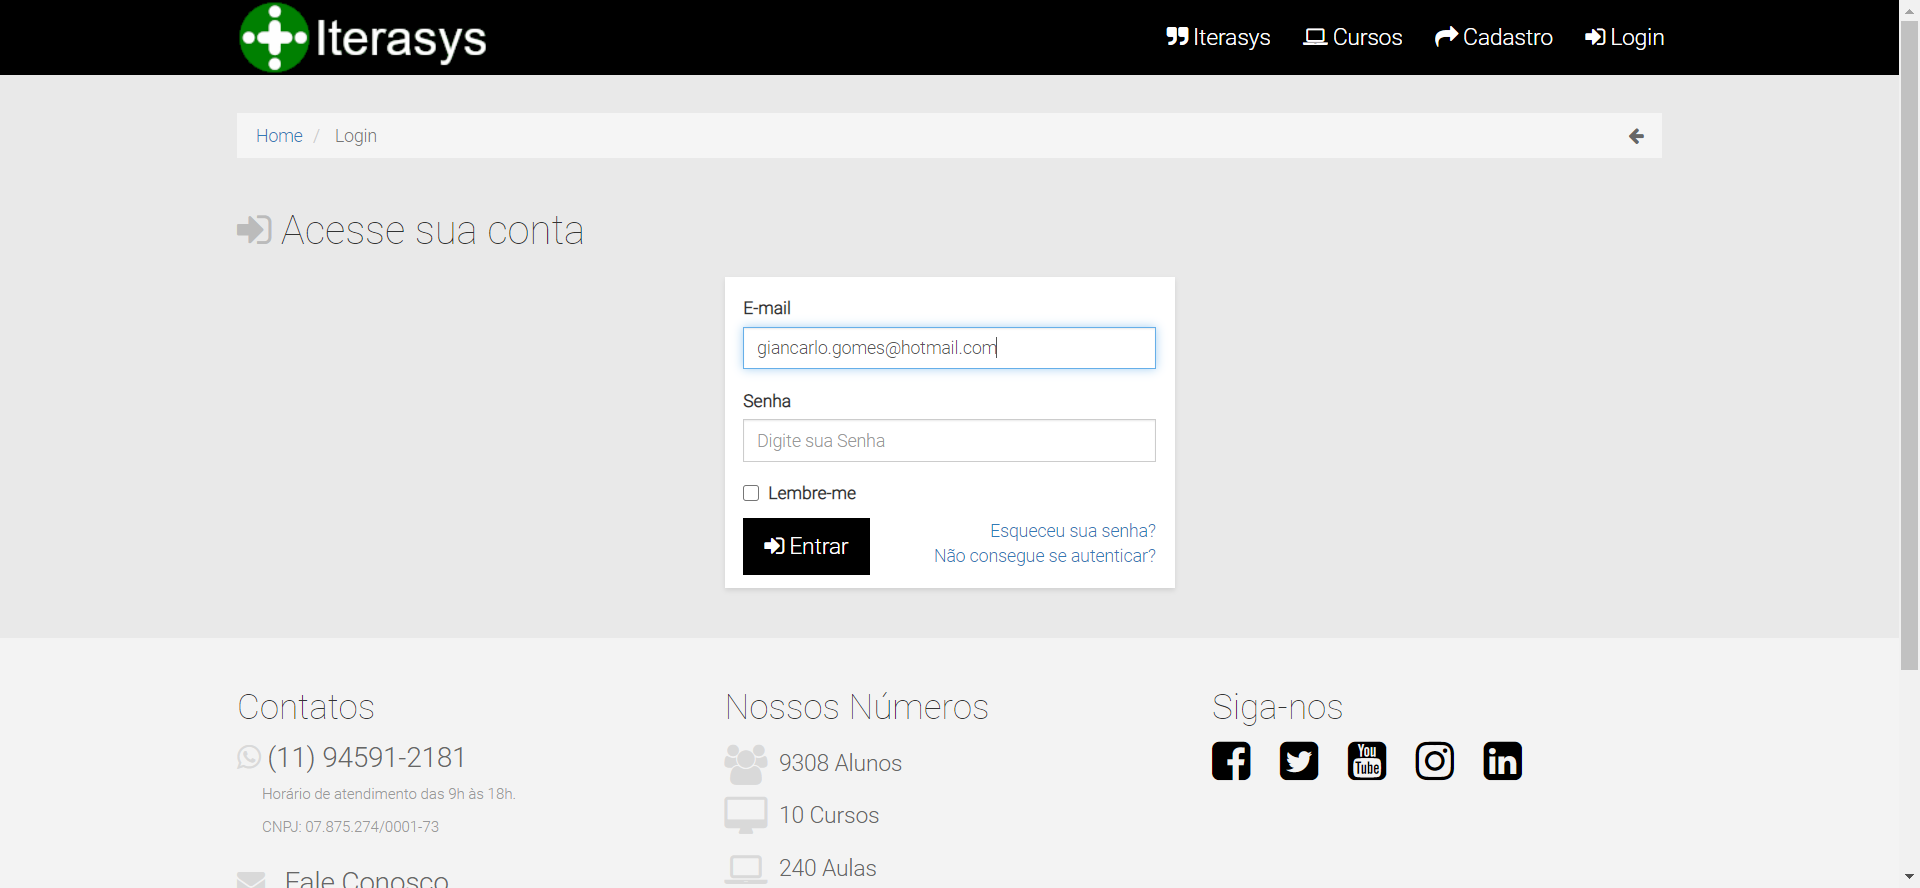 Iterasys
Iterasys Cursos Cadastro Login
Home / Login
Acesse sua conta
E-mail
giancarlo.gomes@hotmail.com
Senha
Digite sua Senha
Lembre-me
Entrar
Esqueceu sua senha?
Não consegue se autenticar?
Contatos
(11) 94591-2181
Horário de atendimento das 9h às 18h.
CNPJ: 07.875.274/0001-73
Fale Conosco
Nossos Números
9308 Alunos
10 Cursos
240 Aulas
Siga-nos
You
Tube
in